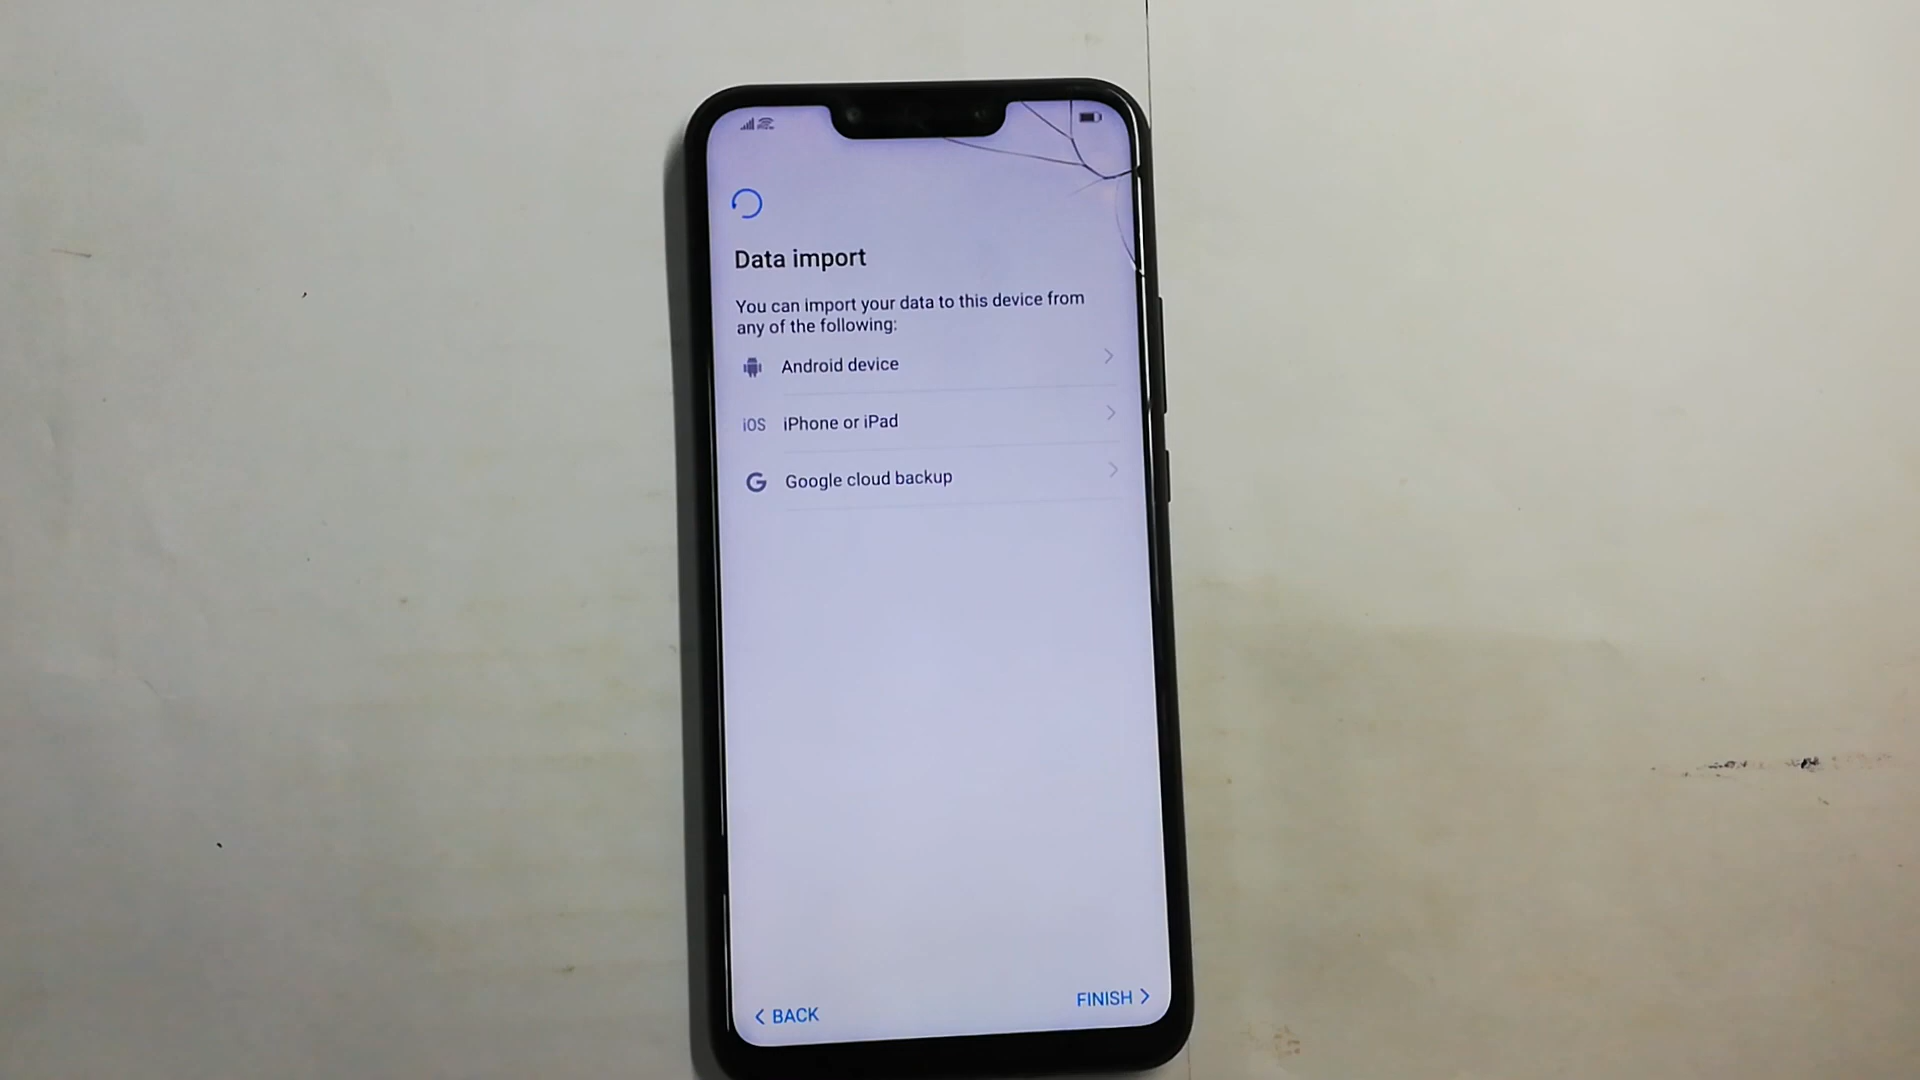 Data import
You can import your data to this device from
any of the following:
Android device
iOS iPhone or iPad
G Google cloud backup
< BACK
FINISH >